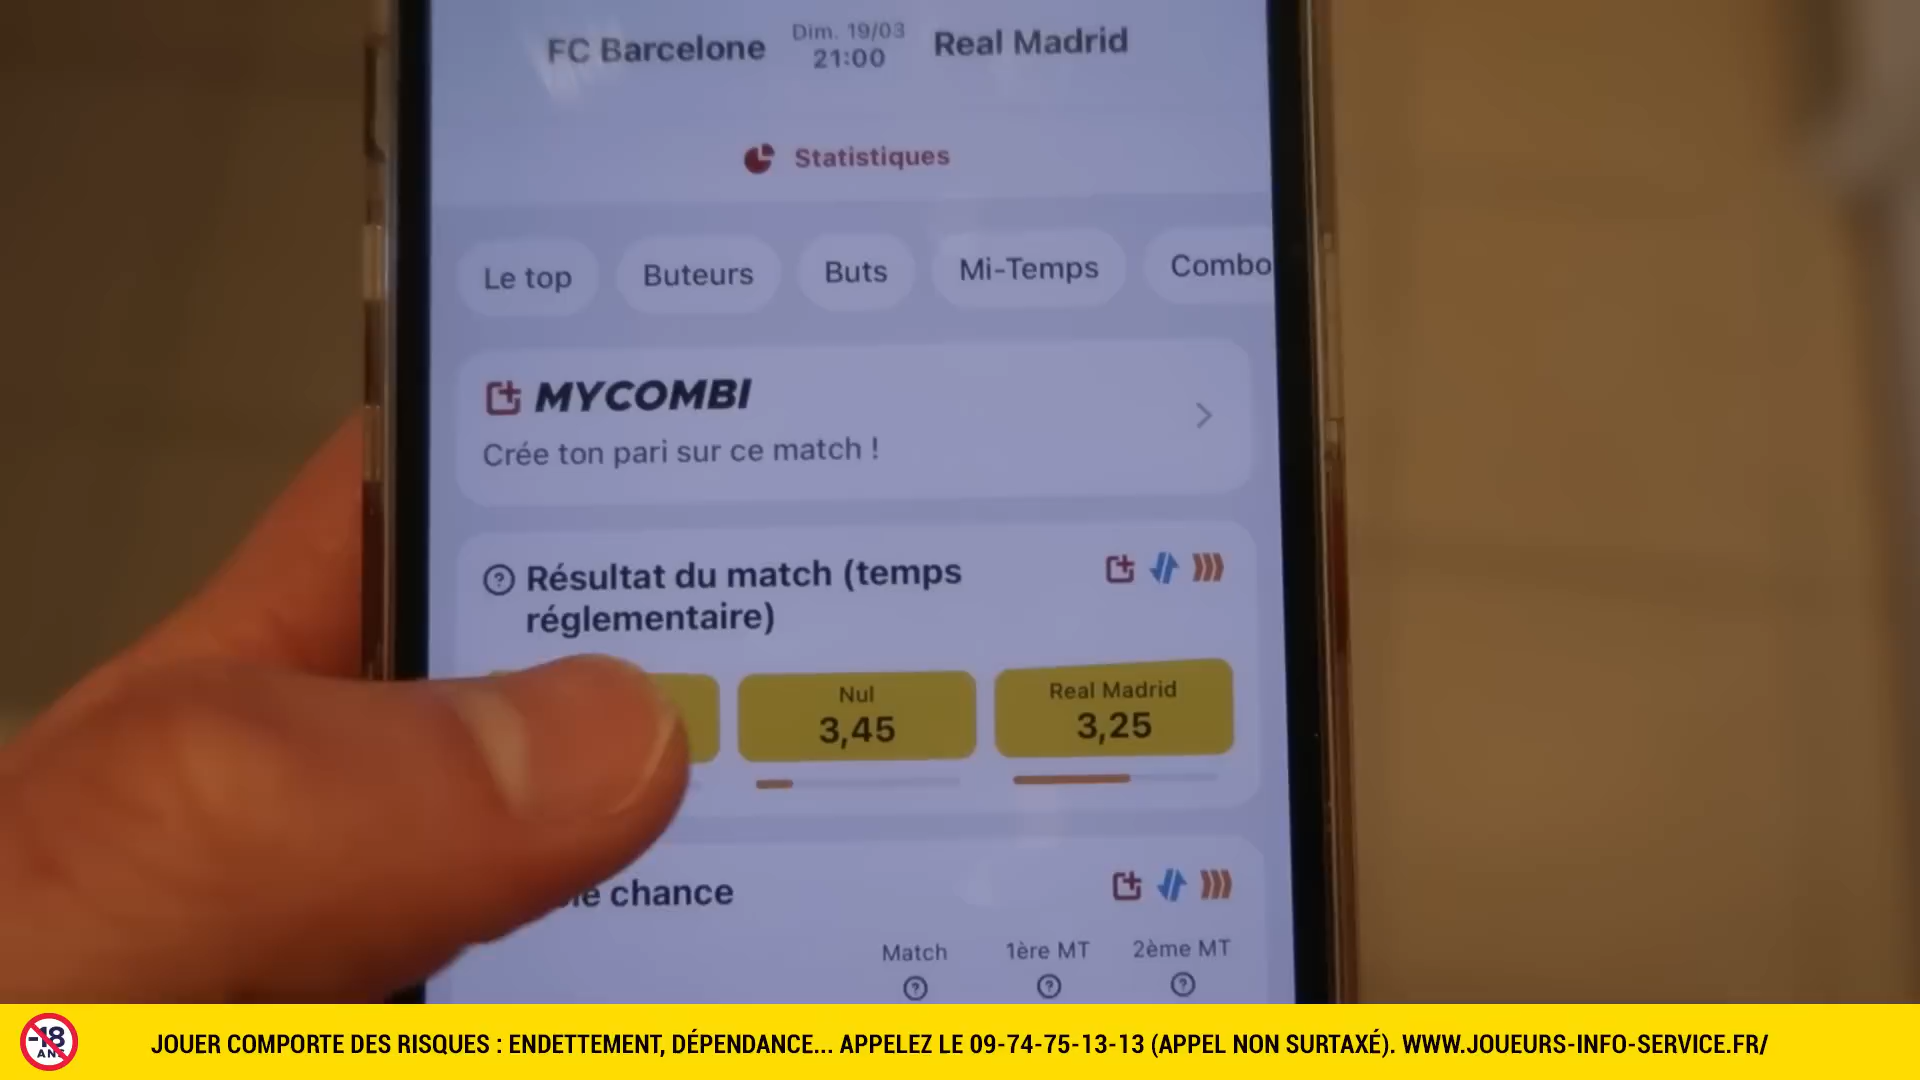 FC Barcelone
Dim. 19/03
21:00
Real Madrid
Statistiques
Le top
Buteurs
Buts
Mi-Temps
Combo
MYCOMBI
Crée ton pari sur ce match !
Résultat du match (temps
réglementaire)
Nul
3,45
Real Madrid
3,25
chance
Match
1ère MT
2ème MT
-18
ANS
JOUER COMPORTE DES RISQUES : ENDETTEMENT, DÉPENDANCE... APPELEZ LE 09-74-75-13-13 (APPEL NON SURTAXÉ). WWW.JOUEURS-INFO-SERVICE.FR/